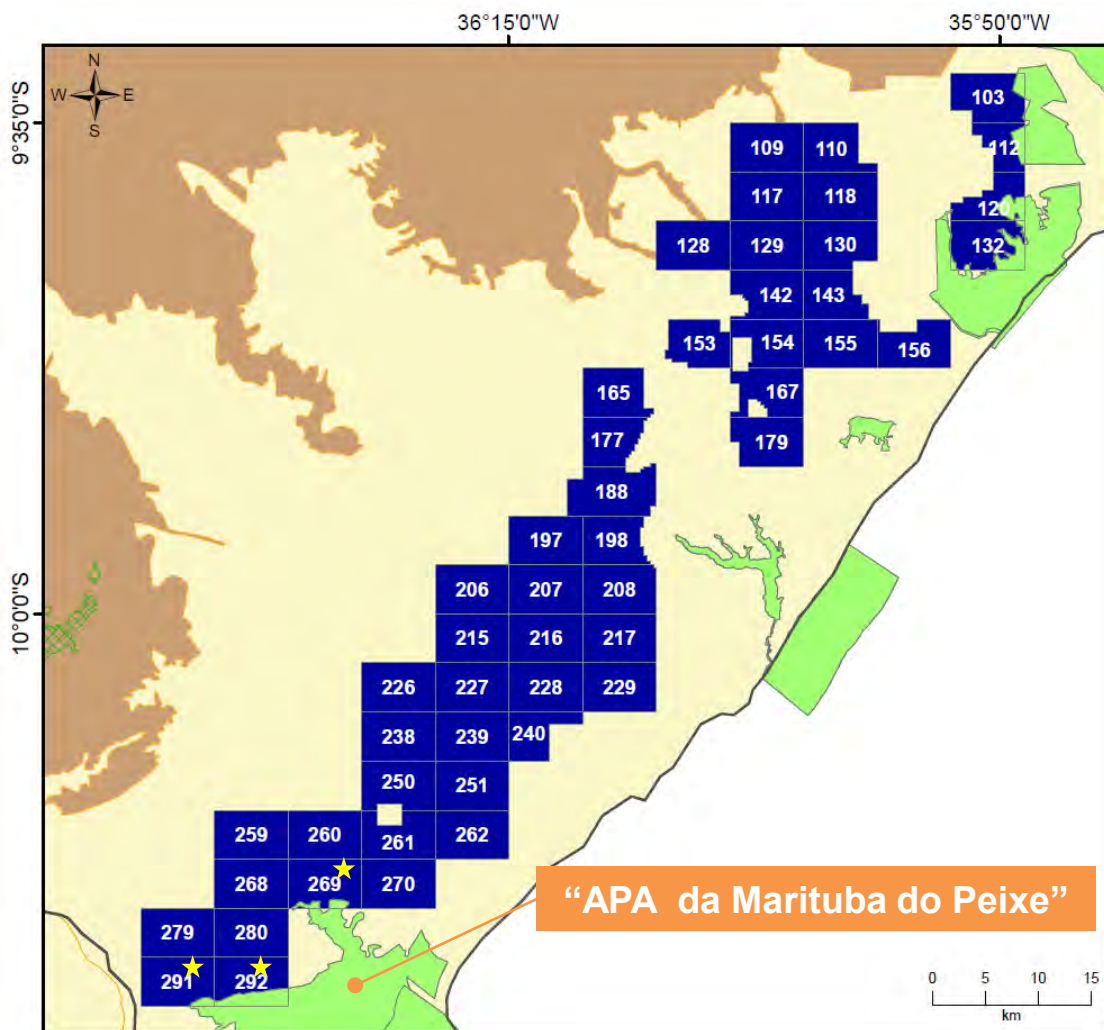 36°15'0"W
35°50'0"W
N
W E
S
9°35'0"S
103
109 110 112
117 118
120
128 129 130 132
142 143
153 154 155 156
165 167
177 179
188
197 198
206 207 208
10°0'0"S
215 216 217
226 227 228 229
238 239 240
250 251
259 260 261 262
268 269 270
“APA da Marituba do Peixe”
279 280
291 292
0 5 10 15
km